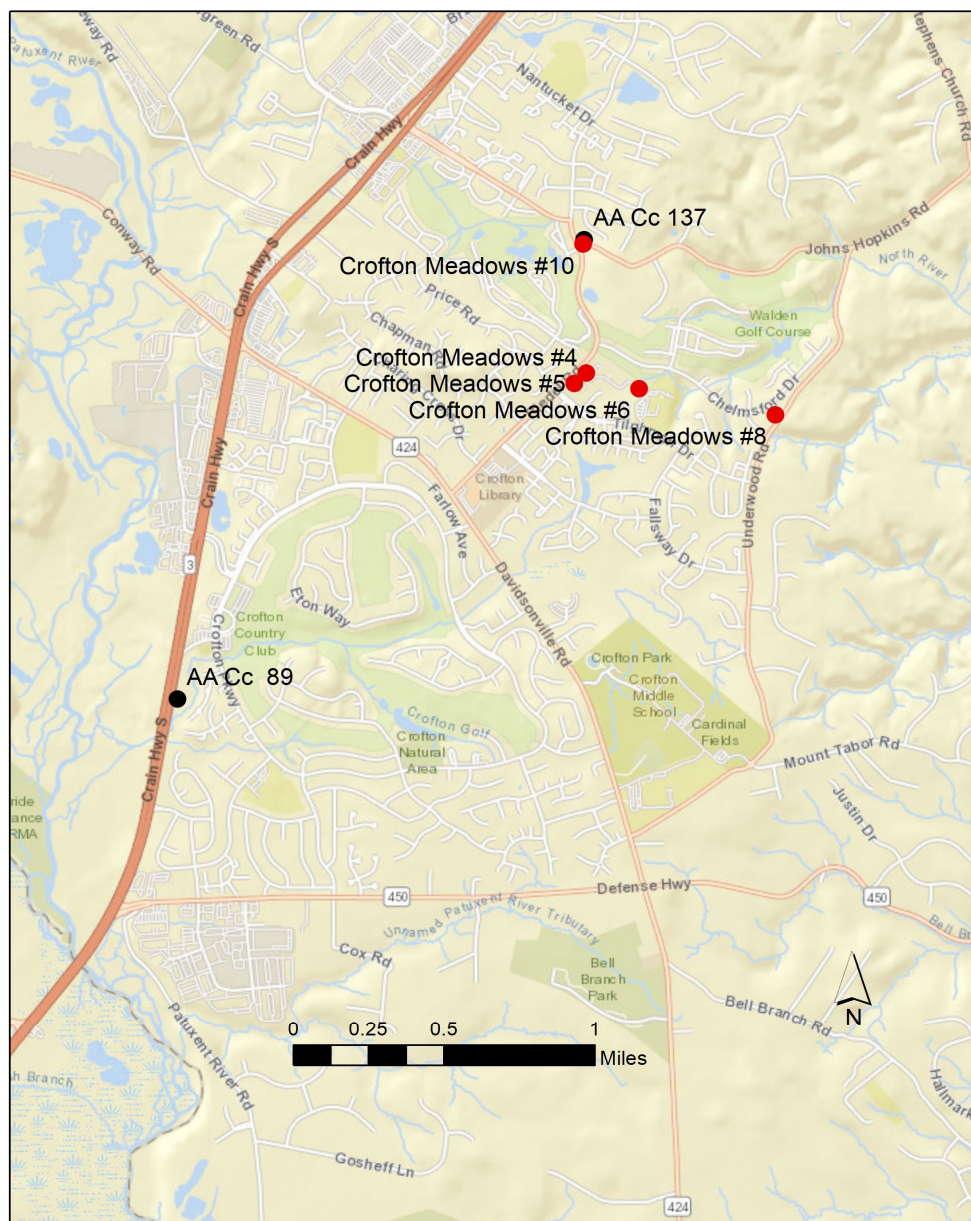 Patuxent River
Nantucket Dr
Crain Hwy
Conway Rd
Crain Hwy S
AA Cc 137
Johns Hopkins Rd
North River
Crofton Meadows #10
Price Rd
Walden
Golf Course
Chapman Rd
Crofton Meadows #4
Crofton Meadows #5
Chelmsford Dr
Crofton Meadows #6
Crofton Meadows #8
424
Crain Hwy
Crofton
Library
Underwood Rd
Farlow Ave
Fallsway Dr
3
Davidsonville Rd
Eton Way
Crofton
Country
Club
Crofton Park
Crofton
Middle
School
AA Cc 89
Cardinal
Fields
Crofton Golf
Crofton
Natural
Area
Mount Tabor Rd
Crain Hwy S
Justin Dr
Defense Hwy
450
450
Unnamed Patuxent River Tributary
Cox Rd
Bell
Branch
Park
Bell Branch Rd
N
0 0.25 0.5 1
Miles
Patuxent River Rd
Branch
Hallmark
Gosheff Ln
424